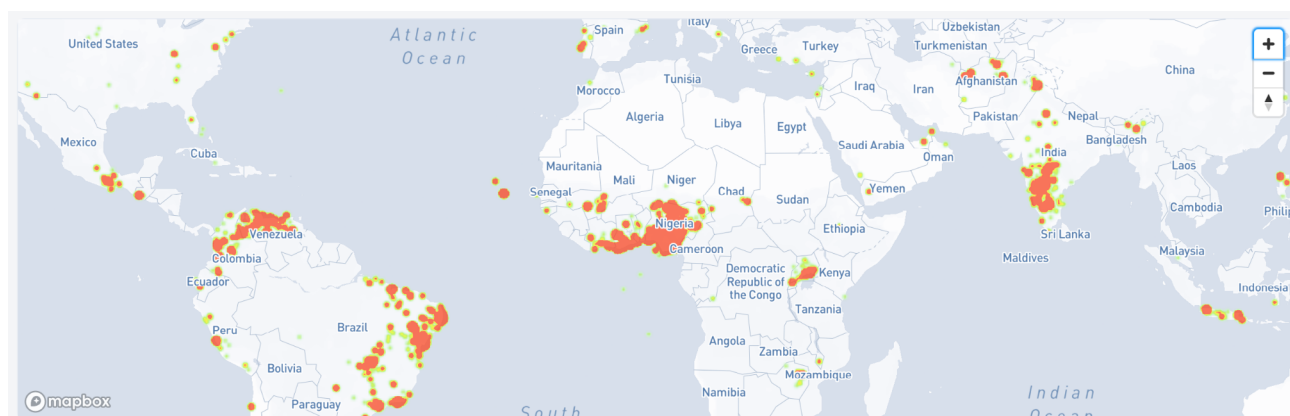 Atlantic
Ocean
United States
Spain
Italy
Greece
Turkey
Uzbekistan
Turkmenistan
China
Tunisia
Morocco
Algeria
Libya
Egypt
Iraq
Iran
Afghanistan
Pakistan
Nepal
Bangladesh
India
Mexico
Cuba
Saudi Arabia
Oman
Yemen
Laos
Cambodia
Philip
Mauritania
Mali
Niger
Chad
Sudan
Senegal
Nigeria
Ethiopia
Cameroon
Sri Lanka
Maldives
Malaysia
Indonesia
Venezuela
Colombia
Ecuador
Democratic
Republic of
the Congo
Kenya
Tanzania
Peru
Brazil
Bolivia
Paraguay
Angola
Zambia
Mozambique
Namibia
Indian
Ocean
South
mapbox